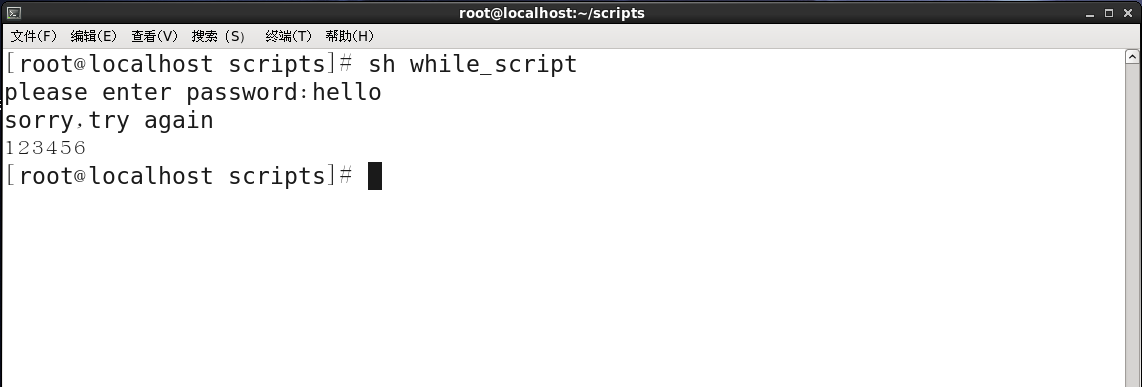 root@localhost:~/scripts
文件(F) 编辑(E) 查看(V) 搜索 (S) 终端(T) 帮助(H)
[root@localhost scripts]# sh while_script
please enter password:hello
sorry,try again
123456
[root@localhost scripts]#